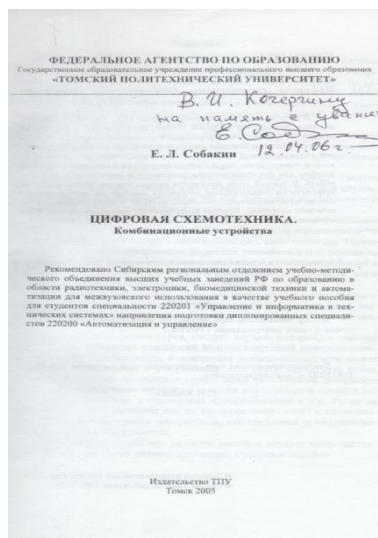 ФЕДЕРАЛЬНОЕ АГЕНТСТВО ПО ОБРАЗОВАНИЮ
Государственное образовательное учреждение профессионального высшего образования
«ТОМСКИЙ ПОЛИТЕХНИЧЕСКИЙ УНИВЕРСИТЕТ»
В. И. Кочергину
на память с
Е.
12.04.06г.
Е. Л. Собакин
ЦИФРОВАЯ СХЕМОТЕХНИКА.
Комбинационные устройства
Рекомендовано Сибирским региональным отделением учебно-методи-
ческого объединения высших учебных заведений РФ по образованию в
области радиотехники, электроники, биомедицинской техники и автома-
тизации для межвузовского использования в качестве учебного пособия
для студентов специальности 220201 «Управление и информатика в тех-
нических системах» направления подготовки дипломированных специали-
стов 220200 «Автоматизация и управление»
Издательство ТПУ
Томск 2005